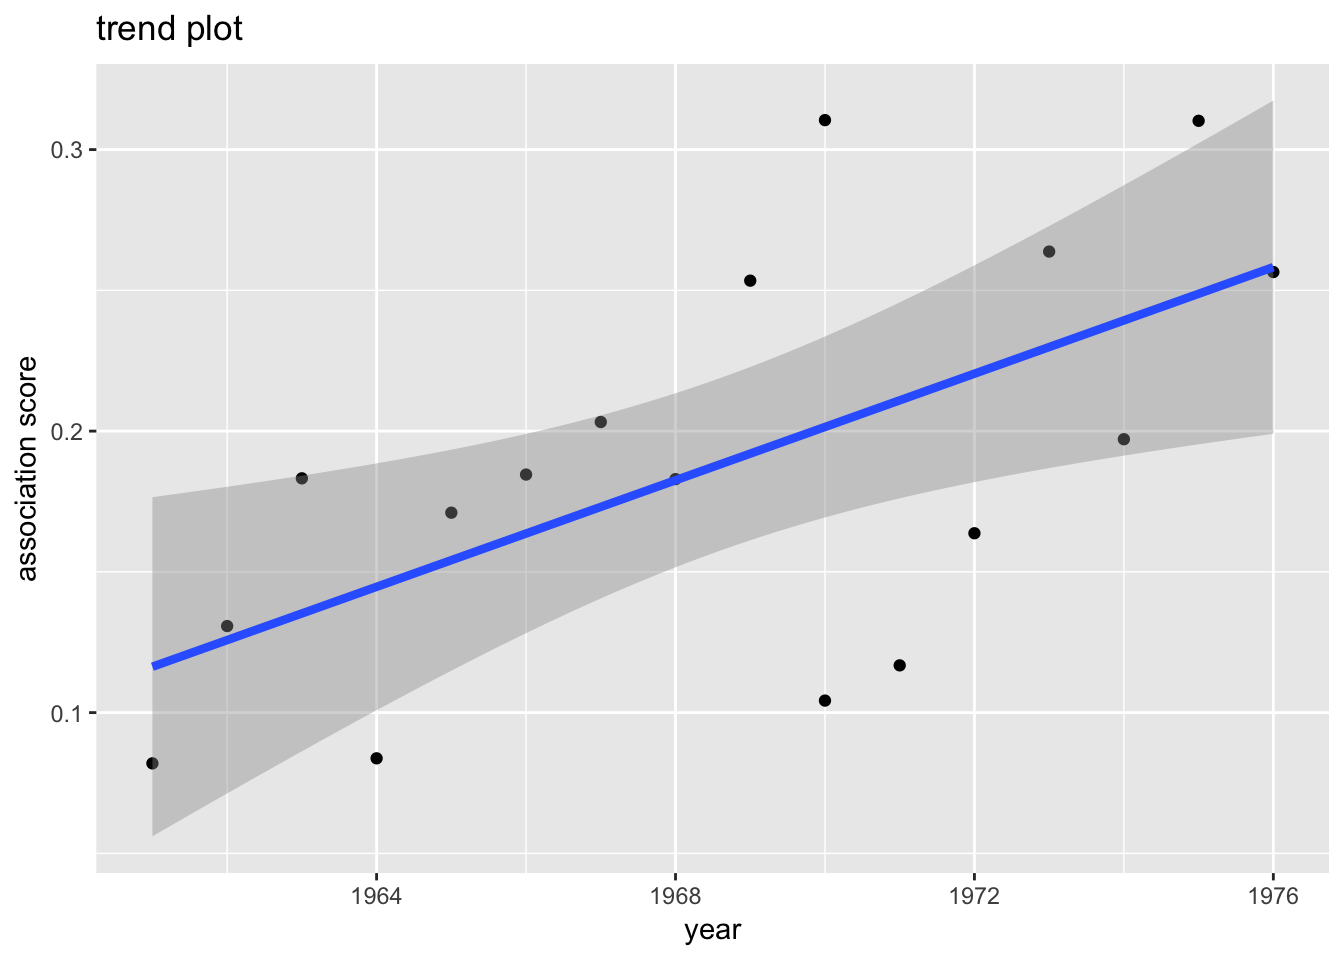 trend plot
0.3
0.2
0.1
association score
1964 1968 1972 1976
year